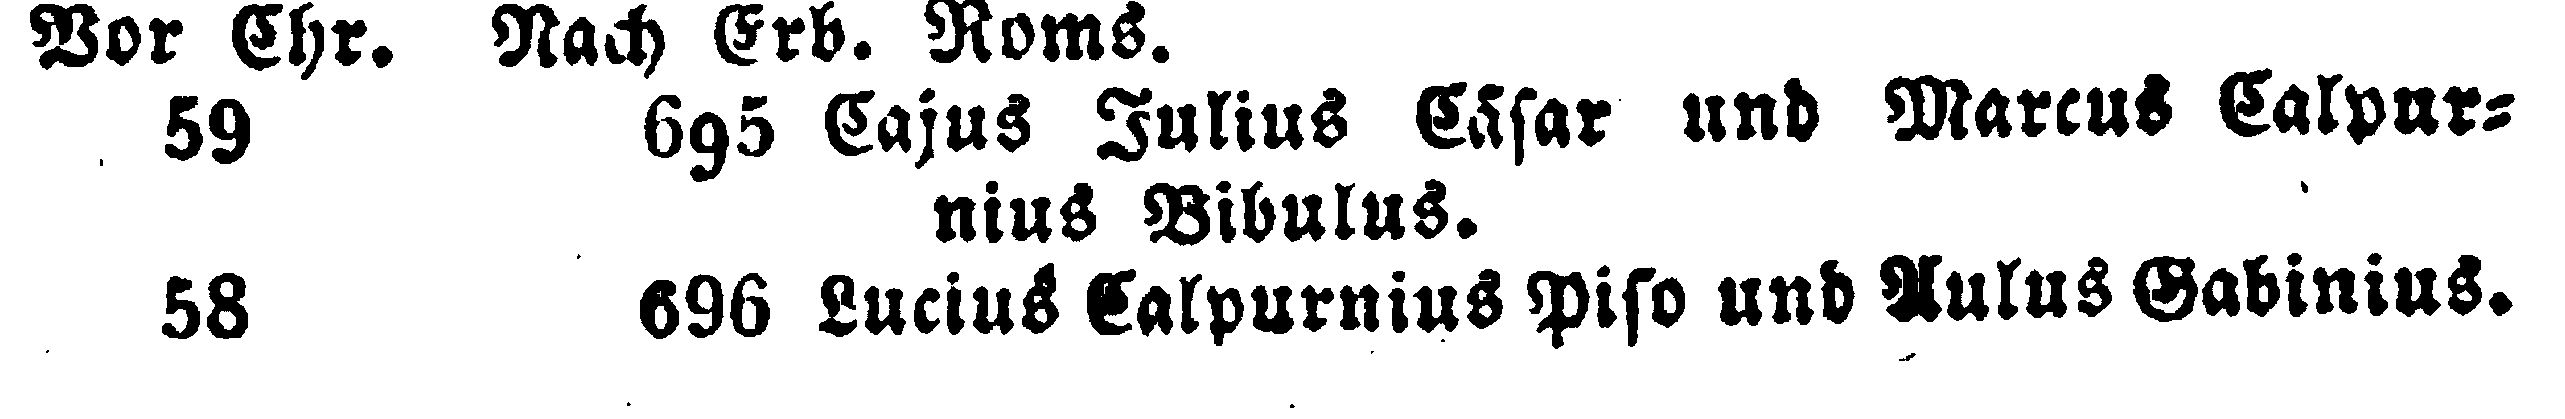 Vor Chr. Nach Erb. Roms.
59 695 Cajus Julius Cäsar und Marcus Calpur-
nius Bibulus.
58 696 Lucius Calpurnius Piso und Aulus Gabinius.